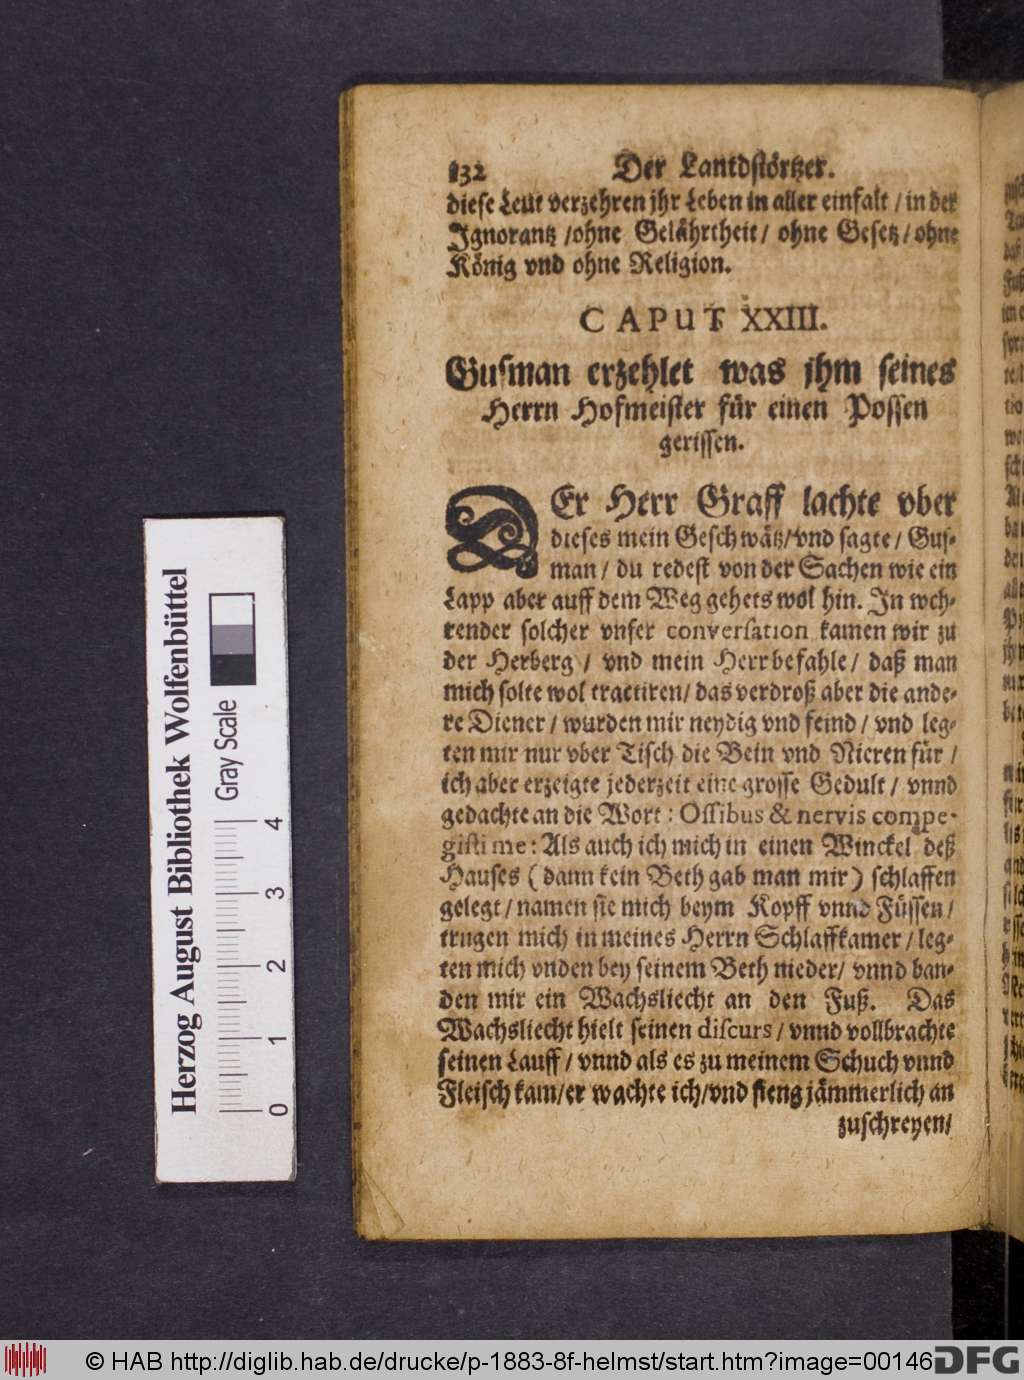 132 Der Lantdstörtzer.
diese Leut verzehren jhr Leben in aller einfalt / in der
Ignorantz /ohne Gelährtheit/ ohne Gesetz/ohne
König vnd ohne Religion.
CAPUT XXIII.
Gusman erzehlet was jhm seines
Herrn Hofmeister für einen Possen
gerissen.
DEr Herr Graff lachte vber
dieses mein Geschwätz/vnd sagte/ Gus-
man / du redest von der Sachen wie ein
Lapp aber auff dem Weg gehets wol hin. In weh-
render solcher vnser conversation kamen wir zu
der Herberg / vnd mein Herr befahle / daß man
mich solte wol tractiren/ das verdroß aber die ande-
re Diener / wurden mir neydig vnd feind / vnd leg-
ten mir nur vber Tisch die Bein vnd Nieren für /
ich aber erzeigte jederzeit eine grosse Gedult / vnnd
gedachte an die Wort : Ossibus & nervis compe-
gisti me : Als auch ich mich in einen Winckel deß
Hauses ( dann kein Beth gab man mir ) schlaffen
gelegt / namen sie mich beym Kopff vnnd Füssen /
trugen mich in meines Herrn Schlaffkamer / leg-
ten mich vnden bey seinem Beth nieder/ vnnd ban-
den mir ein Wachsliecht an den Fuß. Das
Wachsliecht hielt seinen discurs / vnnd vollbrachte
seinen Lauff / vnnd als es zu meinem Schuch vnnd
Fleisch kam/er wachte ich/vnd fieng jämmerlich an
zuschreyen/
Herzog August Bibliothek Wolfenbüttel
Gray Scale
0 1 2 3 4
© HAB http://diglib.hab.de/drucke/p-1883-8f-helmst/start.htm?image=00146
DFG